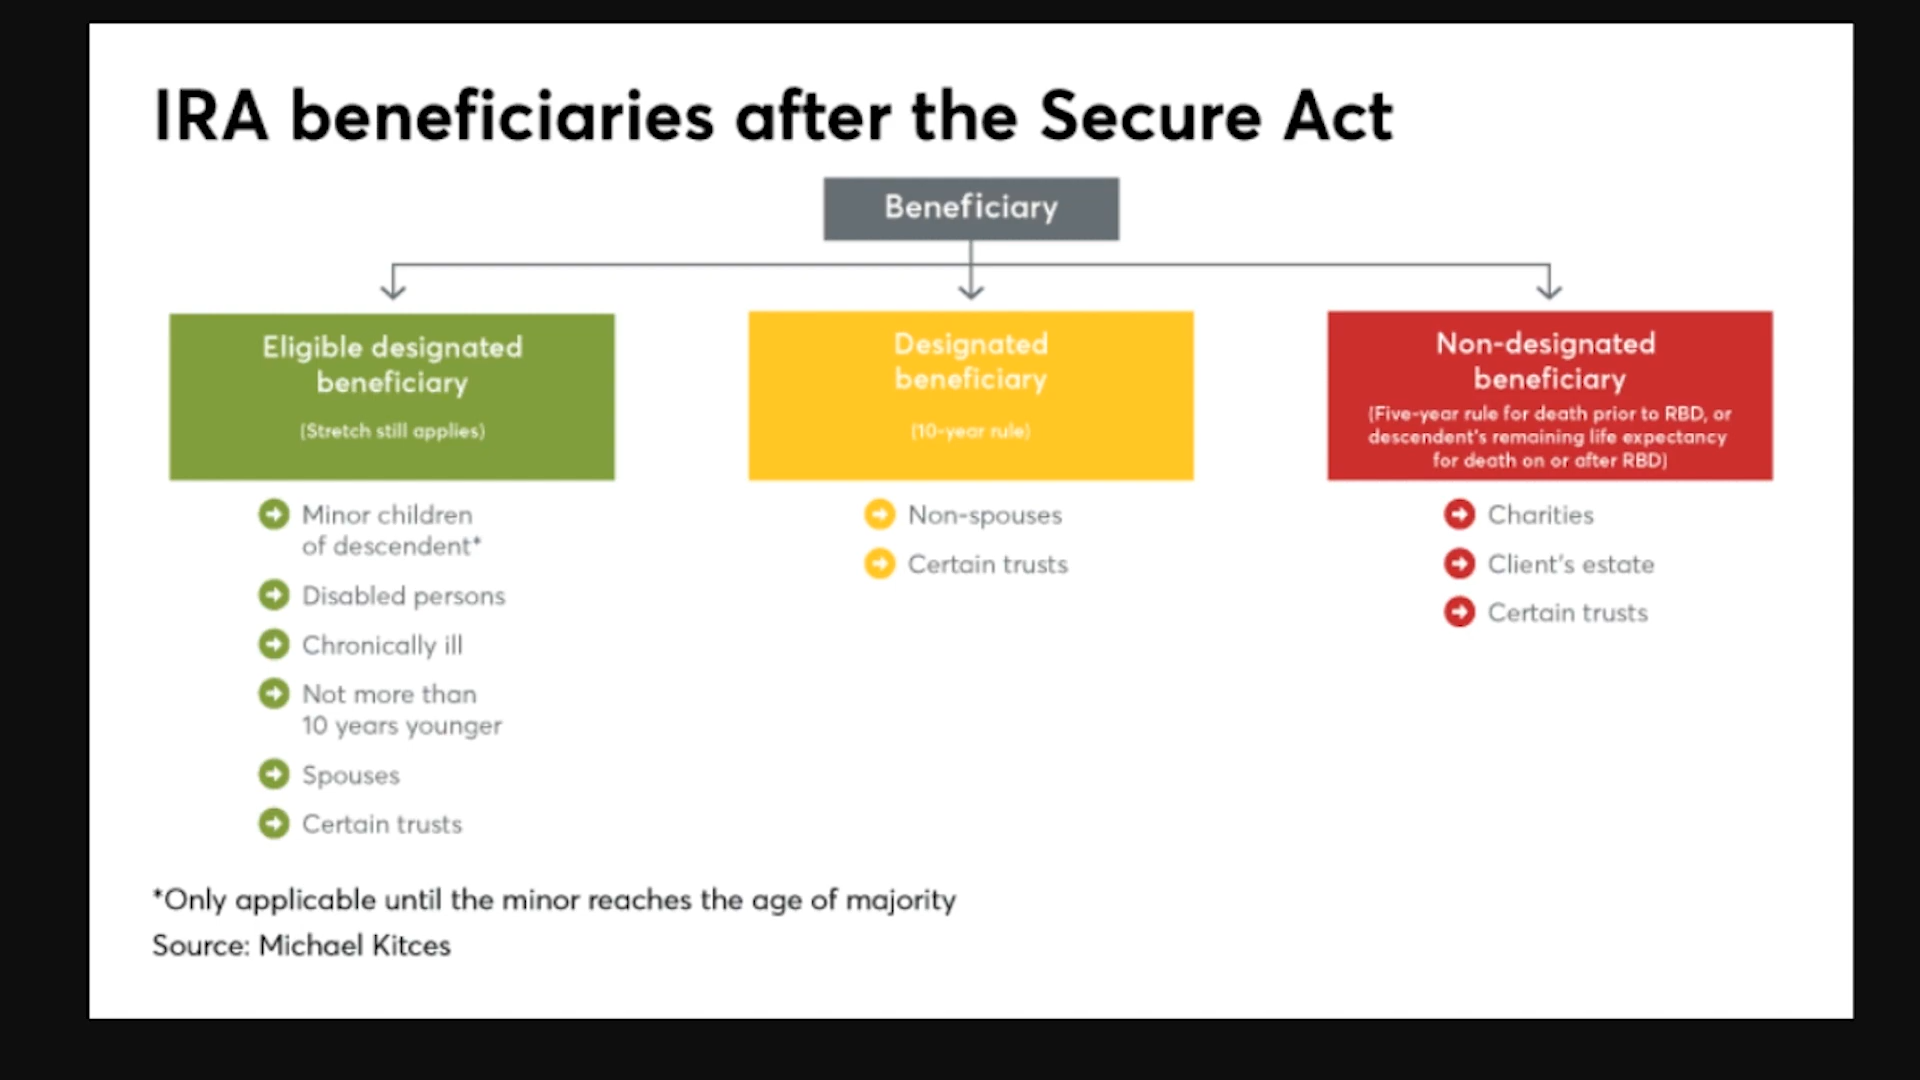 IRA beneficiaries after the Secure Act
Beneficiary
Eligible designated
beneficiary
(Stretch still applies)
Minor children
of descendent*
Disabled persons
Chronically ill
Not more than
10 years younger
Spouses
Certain trusts
Designated
beneficiary
(10-year rule)
Non-spouses
Certain trusts
Non-designated
beneficiary
(Five-year rule for death prior to RBD, or
descendent's remaining life expectancy
for death on or after RBD)
Charities
Client's estate
Certain trusts
*Only applicable until the minor reaches the age of majority
Source: Michael Kitces